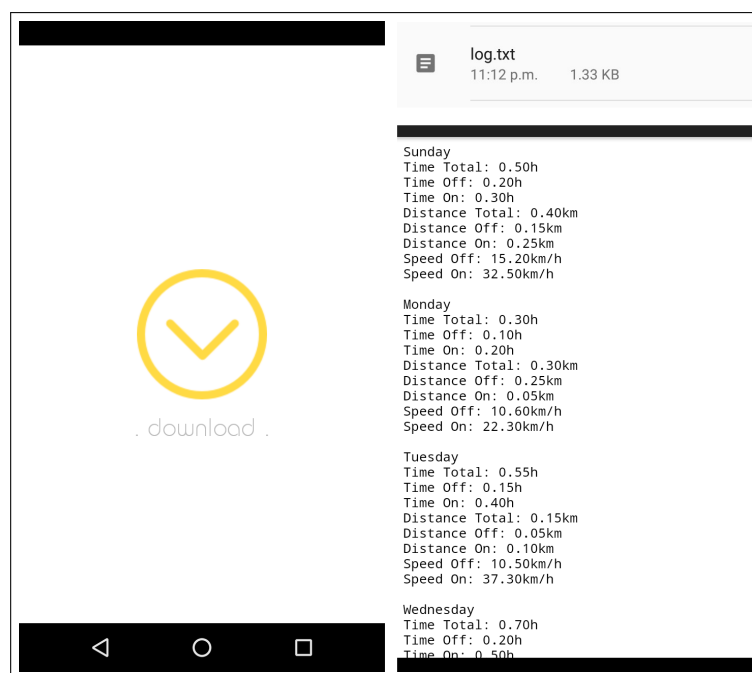 . download .
log.txt
11:12 p.m. 1.33 KB
Sunday
Time Total: 0.50h
Time Off: 0.20h
Time On: 0.30h
Distance Total: 0.40km
Distance Off: 0.15km
Distance On: 0.25km
Speed Off: 15.20km/h
Speed On: 32.50km/h
Monday
Time Total: 0.30h
Time Off: 0.10h
Time On: 0.20h
Distance Total: 0.30km
Distance Off: 0.25km
Distance On: 0.05km
Speed Off: 10.60km/h
Speed On: 22.30km/h
Tuesday
Time Total: 0.55h
Time Off: 0.15h
Time On: 0.40h
Distance Total: 0.15km
Distance Off: 0.05km
Distance On: 0.10km
Speed Off: 10.50km/h
Speed On: 37.30km/h
Wednesday
Time Total: 0.70h
Time Off: 0.20h
Time On: 0.50h